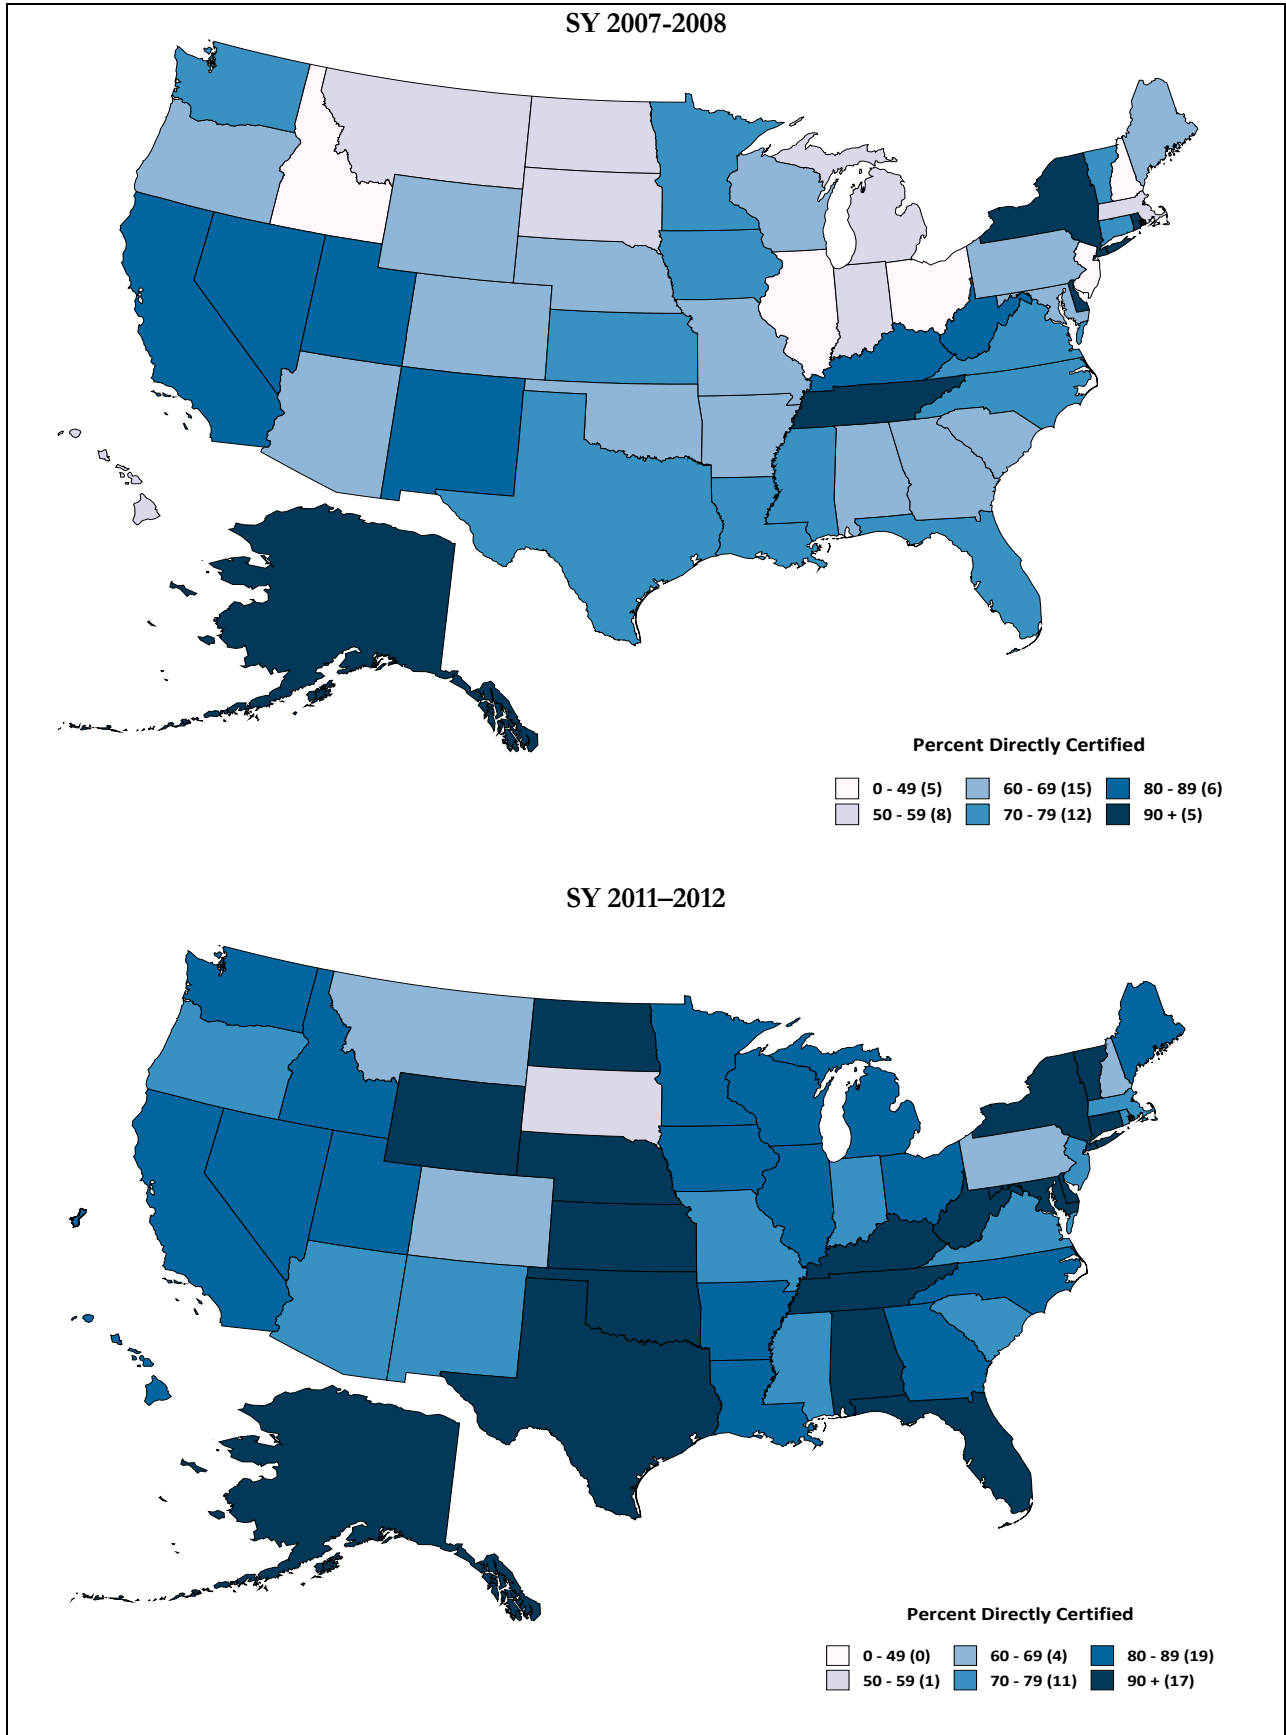 SY 2007-2008
Percent Directly Certified
0 - 49 (5) 60 - 69 (15) 80 - 89 (6)
50 - 59 (8) 70 - 79 (12) 90 + (5)
SY 2011–2012
Percent Directly Certified
0 - 49 (0) 60 - 69 (4) 80 - 89 (19)
50 - 59 (1) 70 - 79 (11) 90 + (17)